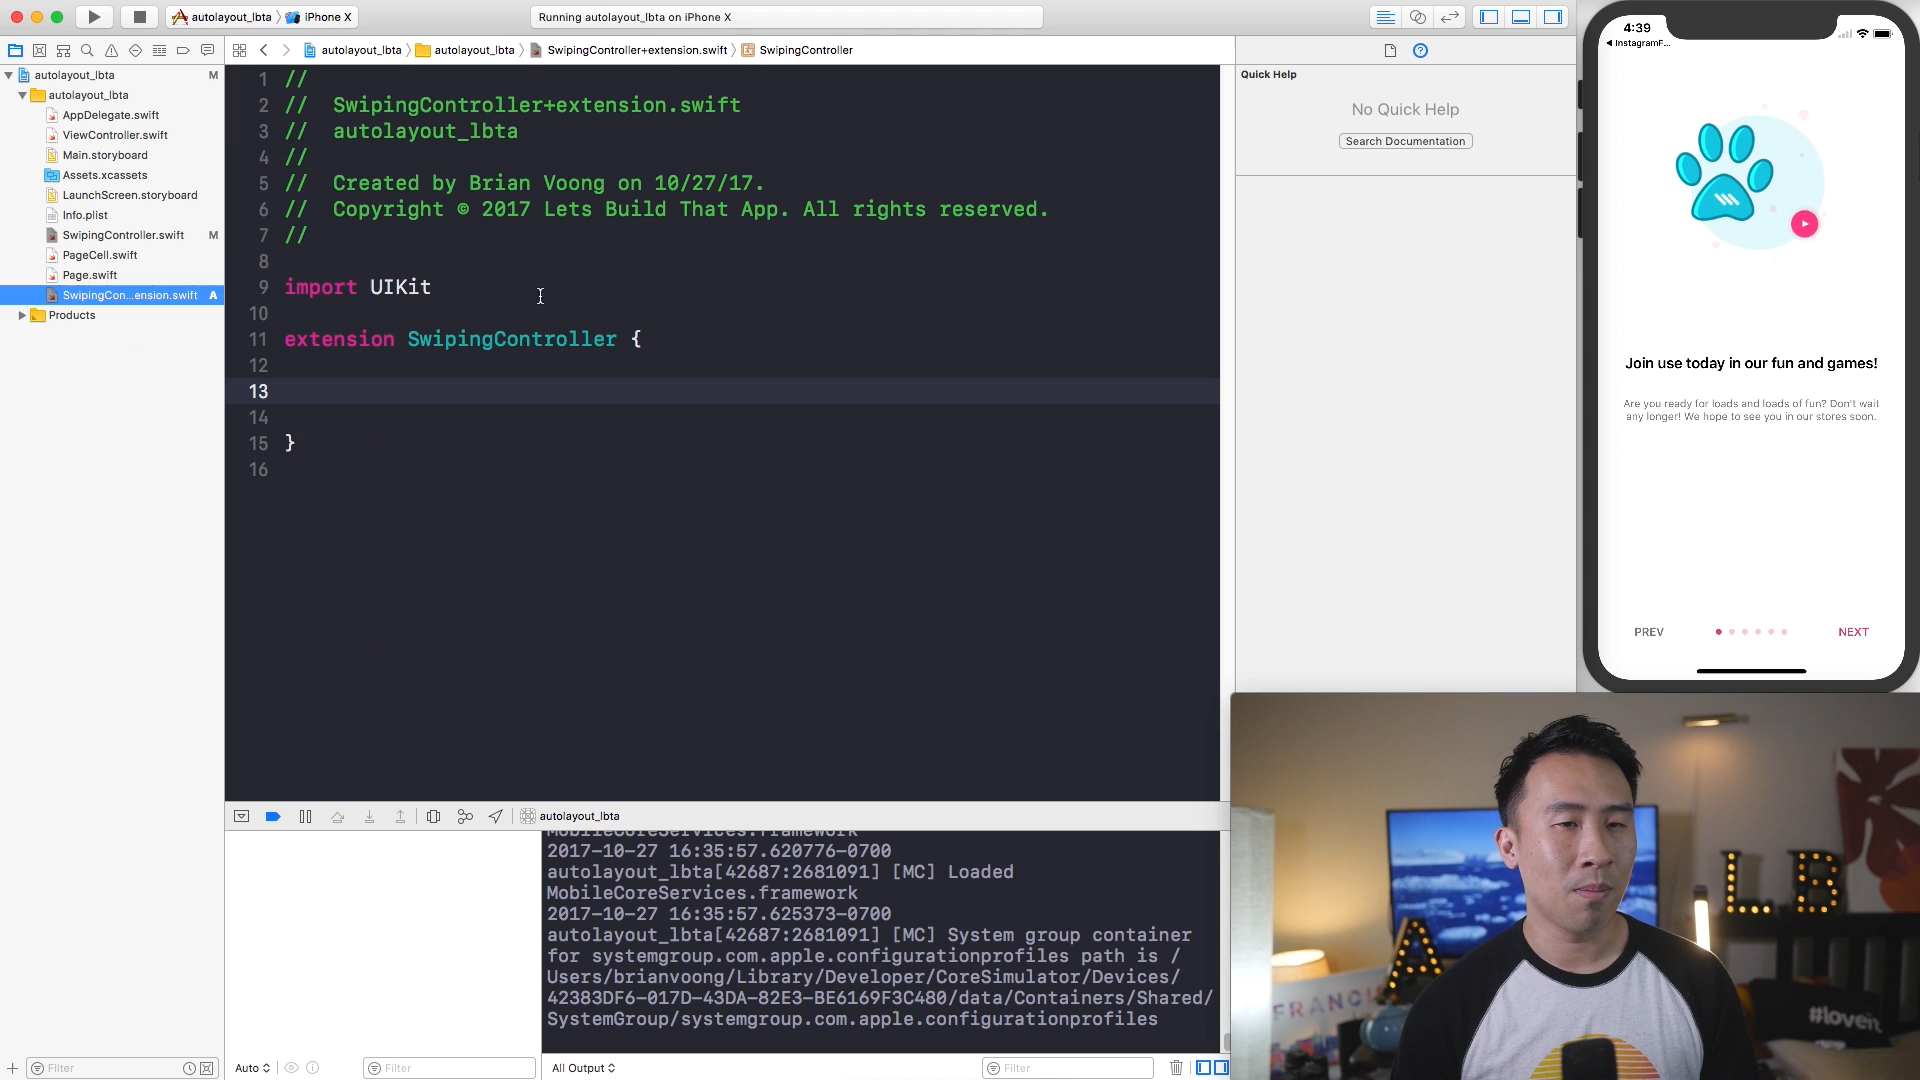 autolayout_lbta
iPhone X
Running autolayout_lbta on iPhone X
autolayout_lbta
autolayout_lbta
SwipingController+extension.swift
SwipingController
autolayout_lbta
M
autolayout_lbta
AppDelegate.swift
ViewController.swift
Main.storyboard
Assets.xcassets
LaunchScreen.storyboard
Info.plist
SwipingController.swift
M
PageCell.swift
Page.swift
SwipingCon...ension.swift
A
Products
1 //
2 // SwipingController+extension.swift
3 // autolayout_lbta
4 //
5 // Created by Brian Voong on 10/27/17.
6 // Copyright © 2017 Lets Build That App. All rights reserved.
7 //
8
9 import UIKit
10
11 extension SwipingController {
12
13
14
15 }
16
Quick Help
No Quick Help
Search Documentation
4:39
InstagramF...
Join use today in our fun and games!
Are you ready for loads and loads of fun? Don't wait
any longer! We hope to see you in our stores soon.
PREV
NEXT
autolayout_lbta
MobileCoreServices.framework
2017-10-27 16:35:57.620776-0700
autolayout_lbta[42687:2681091] [MC] Loaded
MobileCoreServices.framework
2017-10-27 16:35:57.625373-0700
autolayout_lbta[42687:2681091] [MC] System group container
for systemgroup.com.apple.configurationprofiles path is /
Users/brianvoong/Library/Developer/CoreSimulator/Devices/
42383DF6-017D-43DA-82E3-BE6169F3C480/data/Containers/Shared/
SystemGroup/systemgroup.com.apple.configurationprofiles
Filter
Auto
Filter
All Output
Filter
L B
A
#loveit